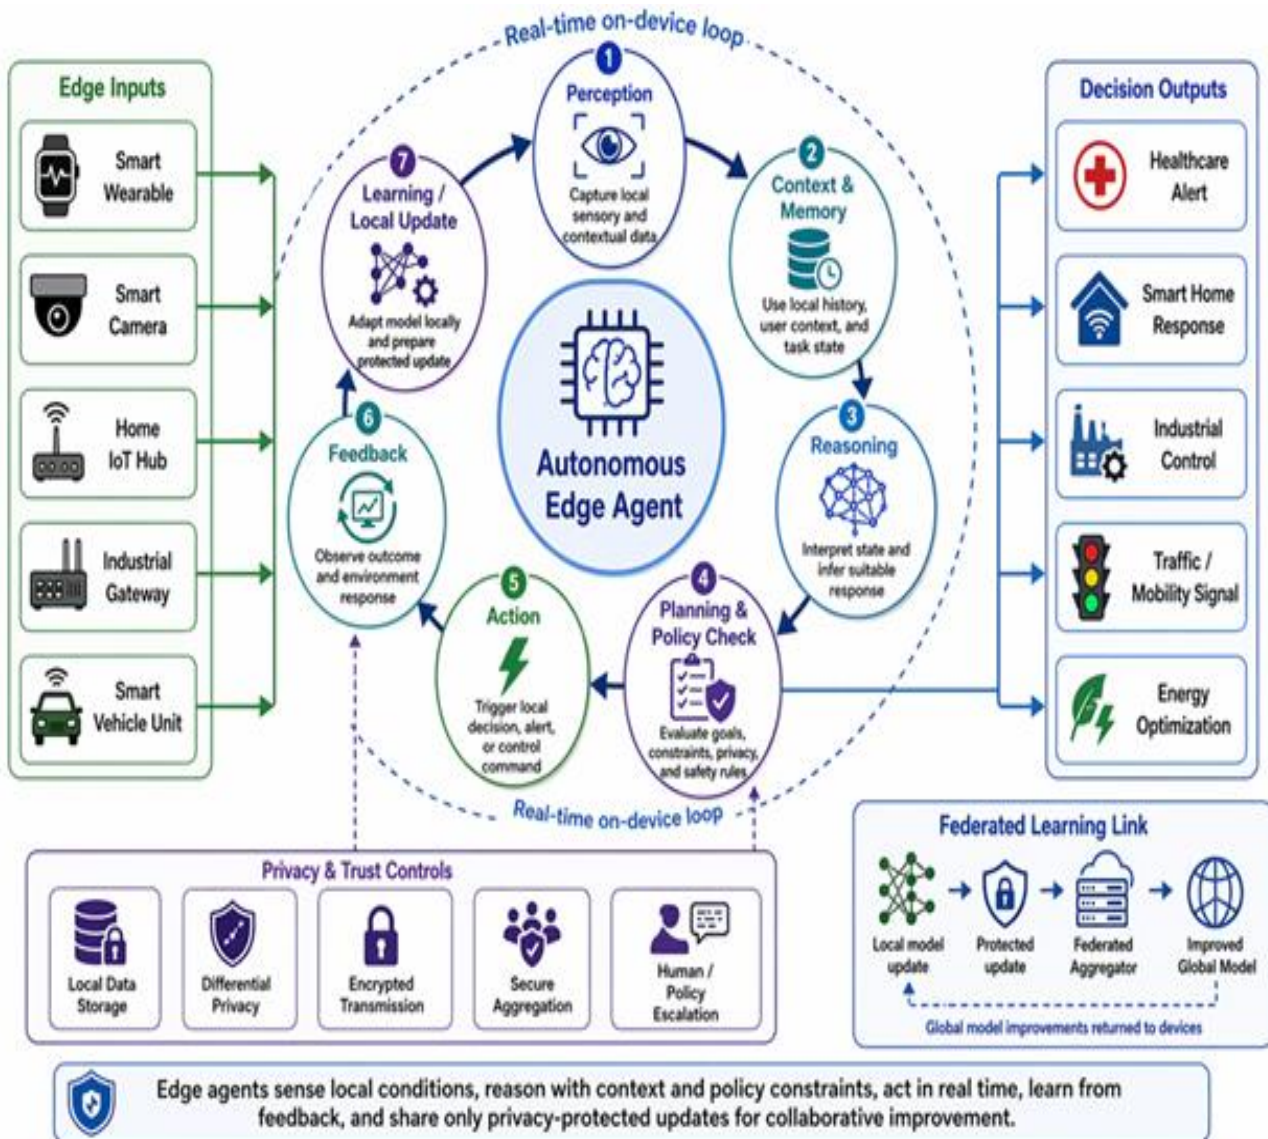 Real-time on-device loop
Edge Inputs
Smart
Wearable
Smart
Camera
Home
IoT Hub
Industrial
Gateway
Smart
Vehicle Unit
1
Perception
Capture local
sensory and
contextual data
2
Context &
Memory
Use local history,
user context, and
task state
3
Reasoning
Interpret state and
infer suitable
response
4
Planning &
Policy Check
Evaluate goals,
constraints, privacy,
and safety rules
5
Action
Trigger local
decision, alert,
or control
command
6
Feedback
Observe outcome
and environment
response
7
Learning /
Local Update
Adapt model locally
and prepare
protected update
Autonomous
Edge Agent
Real-time on-device loop
Decision Outputs
Healthcare
Alert
Smart Home
Response
Industrial
Control
Traffic /
Mobility Signal
Energy
Optimization
Privacy & Trust Controls
Local Data
Storage
Differential
Privacy
Encrypted
Transmission
Secure
Aggregation
Human /
Policy
Escalation
Federated Learning Link
Local model
update
Protected
update
Federated
Aggregator
Improved
Global Model
Global model improvements returned to devices
Edge agents sense local conditions, reason with context and policy constraints, act in real time, learn from
feedback, and share only privacy-protected updates for collaborative improvement.